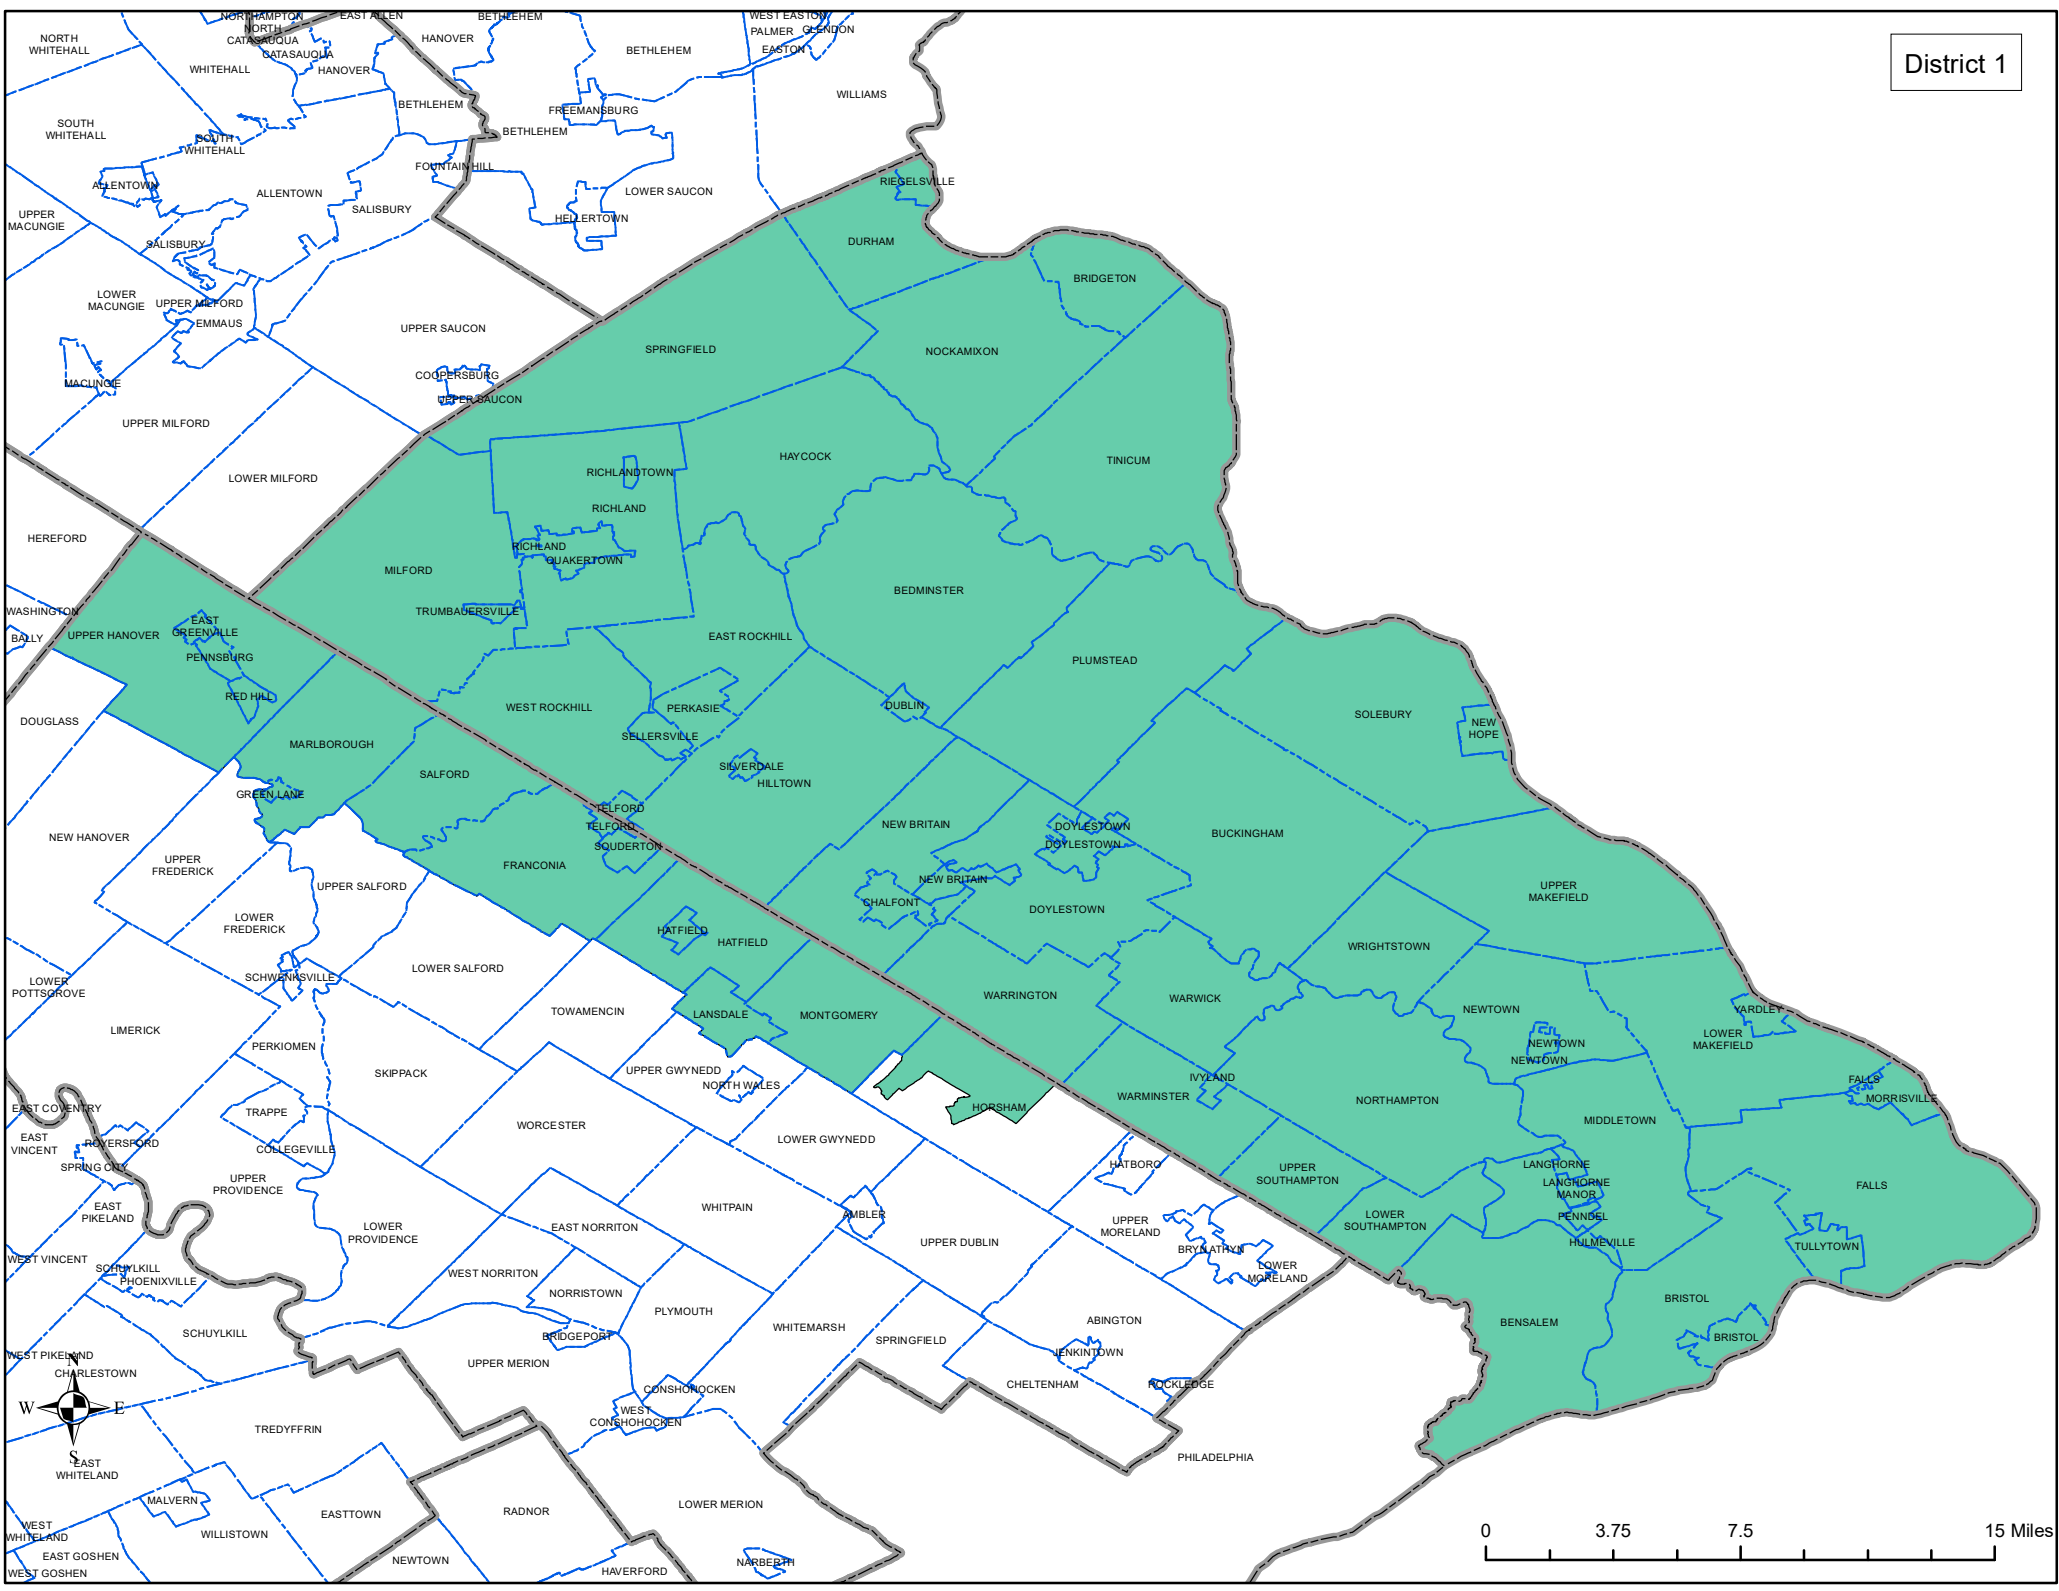 District 1
NORTHAMPTON
EAST ALLEN
BETHLEHEM
WEST EASTON
NORTH
CATASAUQUA
PALMER
GLENDON
NORTH
WHITEHALL
HANOVER
CATASAUQUA
BETHLEHEM
EASTON
WHITEHALL
HANOVER
WILLIAMS
BETHLEHEM
FREEMANSBURG
SOUTH
WHITEHALL
BETHLEHEM
SOUTH
WHITEHALL
FOUNTAIN HILL
RIEGELSVILLE
ALLENTOWN
ALLENTOWN
LOWER SAUCON
SALISBURY
UPPER
MACUNGIE
HELLERTOWN
SALISBURY
DURHAM
BRIDGETON
LOWER
MACUNGIE
UPPER MILFORD
EMMAUS
UPPER SAUCON
SPRINGFIELD
NOCKAMIXON
COOPERSBURG
MACUNGIE
UPPER SAUCON
UPPER MILFORD
HAYCOCK
TINICUM
RICHLANDTOWN
LOWER MILFORD
RICHLAND
HEREFORD
RICHLAND
QUAKERTOWN
MILFORD
BEDMINSTER
WASHINGTON
TRUMBAUERSVILLE
BALLY
UPPER HANOVER
EAST
GREENVILLE
EAST ROCKHILL
PENNSBURG
PLUMSTEAD
RED HILL
WEST ROCKHILL
PERKASIE
DUBLIN
SOLEBURY
DOUGLASS
NEW
HOPE
SELLERSVILLE
MARLBOROUGH
SILVERDALE
SALFORD
HILLTOWN
GREEN LANE
TELFORD
TELFORD
NEW BRITAIN
DOYLESTOWN
BUCKINGHAM
NEW HANOVER
SOUDERTON
DOYLESTOWN
UPPER
FREDERICK
FRANCONIA
NEW BRITAIN
UPPER SALFORD
UPPER
MAKEFIELD
CHALFONT
DOYLESTOWN
LOWER
FREDERICK
HATFIELD
HATFIELD
WRIGHTSTOWN
LOWER SALFORD
SCHWENKSVILLE
LOWER
POTTSGROVE
WARRINGTON
WARWICK
TOWAMENCIN
LANSDALE
MONTGOMERY
NEWTOWN
YARDLEY
LIMERICK
LOWER
MAKEFIELD
PERKIOMEN
NEWTOWN
NEWTOWN
SKIPPACK
UPPER GWYNEDD
NORTH WALES
IVYLAND
FALLS
WARMINSTER
NORTHAMPTON
MORRISVILLE
EAST COVENTRY
TRAPPE
HORSHAM
MIDDLETOWN
WORCESTER
EAST
VINCENT
ROYERSFORD
COLLEGEVILLE
LOWER GWYNEDD
SPRING CITY
HATBORO
LANGHORNE
UPPER
PROVIDENCE
UPPER
SOUTHAMPTON
LANGHORNE
MANOR
FALLS
EAST
PIKELAND
WHITPAIN
AMBLER
LOWER
SOUTHAMPTON
PENNDEL
LOWER
PROVIDENCE
EAST NORRITON
UPPER
MORELAND
UPPER DUBLIN
HULMEVILLE
TULLYTOWN
BRYN ATHYN
WEST VINCENT
SCHUYLKILL
PHOENIXVILLE
WEST NORRITON
LOWER
MORELAND
NORRISTOWN
BRISTOL
PLYMOUTH
ABINGTON
BENSALEM
WHITEMARSH
SCHUYLKILL
BRIDGEPORT
SPRINGFIELD
BRISTOL
JENKINTOWN
WEST PIKELAND
N
UPPER MERION
CHARLESTOWN
CHELTENHAM
ROCKLEDGE
CONSHOHOCKEN
W
E
WEST
CONSHOHOCKEN
TREDYFFRIN
S
PHILADELPHIA
EAST
WHITELAND
MALVERN
LOWER MERION
EASTTOWN
RADNOR
WEST
WHITELAND
WILLISTOWN
0 3.75 7.5 15 Miles
EAST GOSHEN
NEWTOWN
NARBERTH
WEST GOSHEN
HAVERFORD